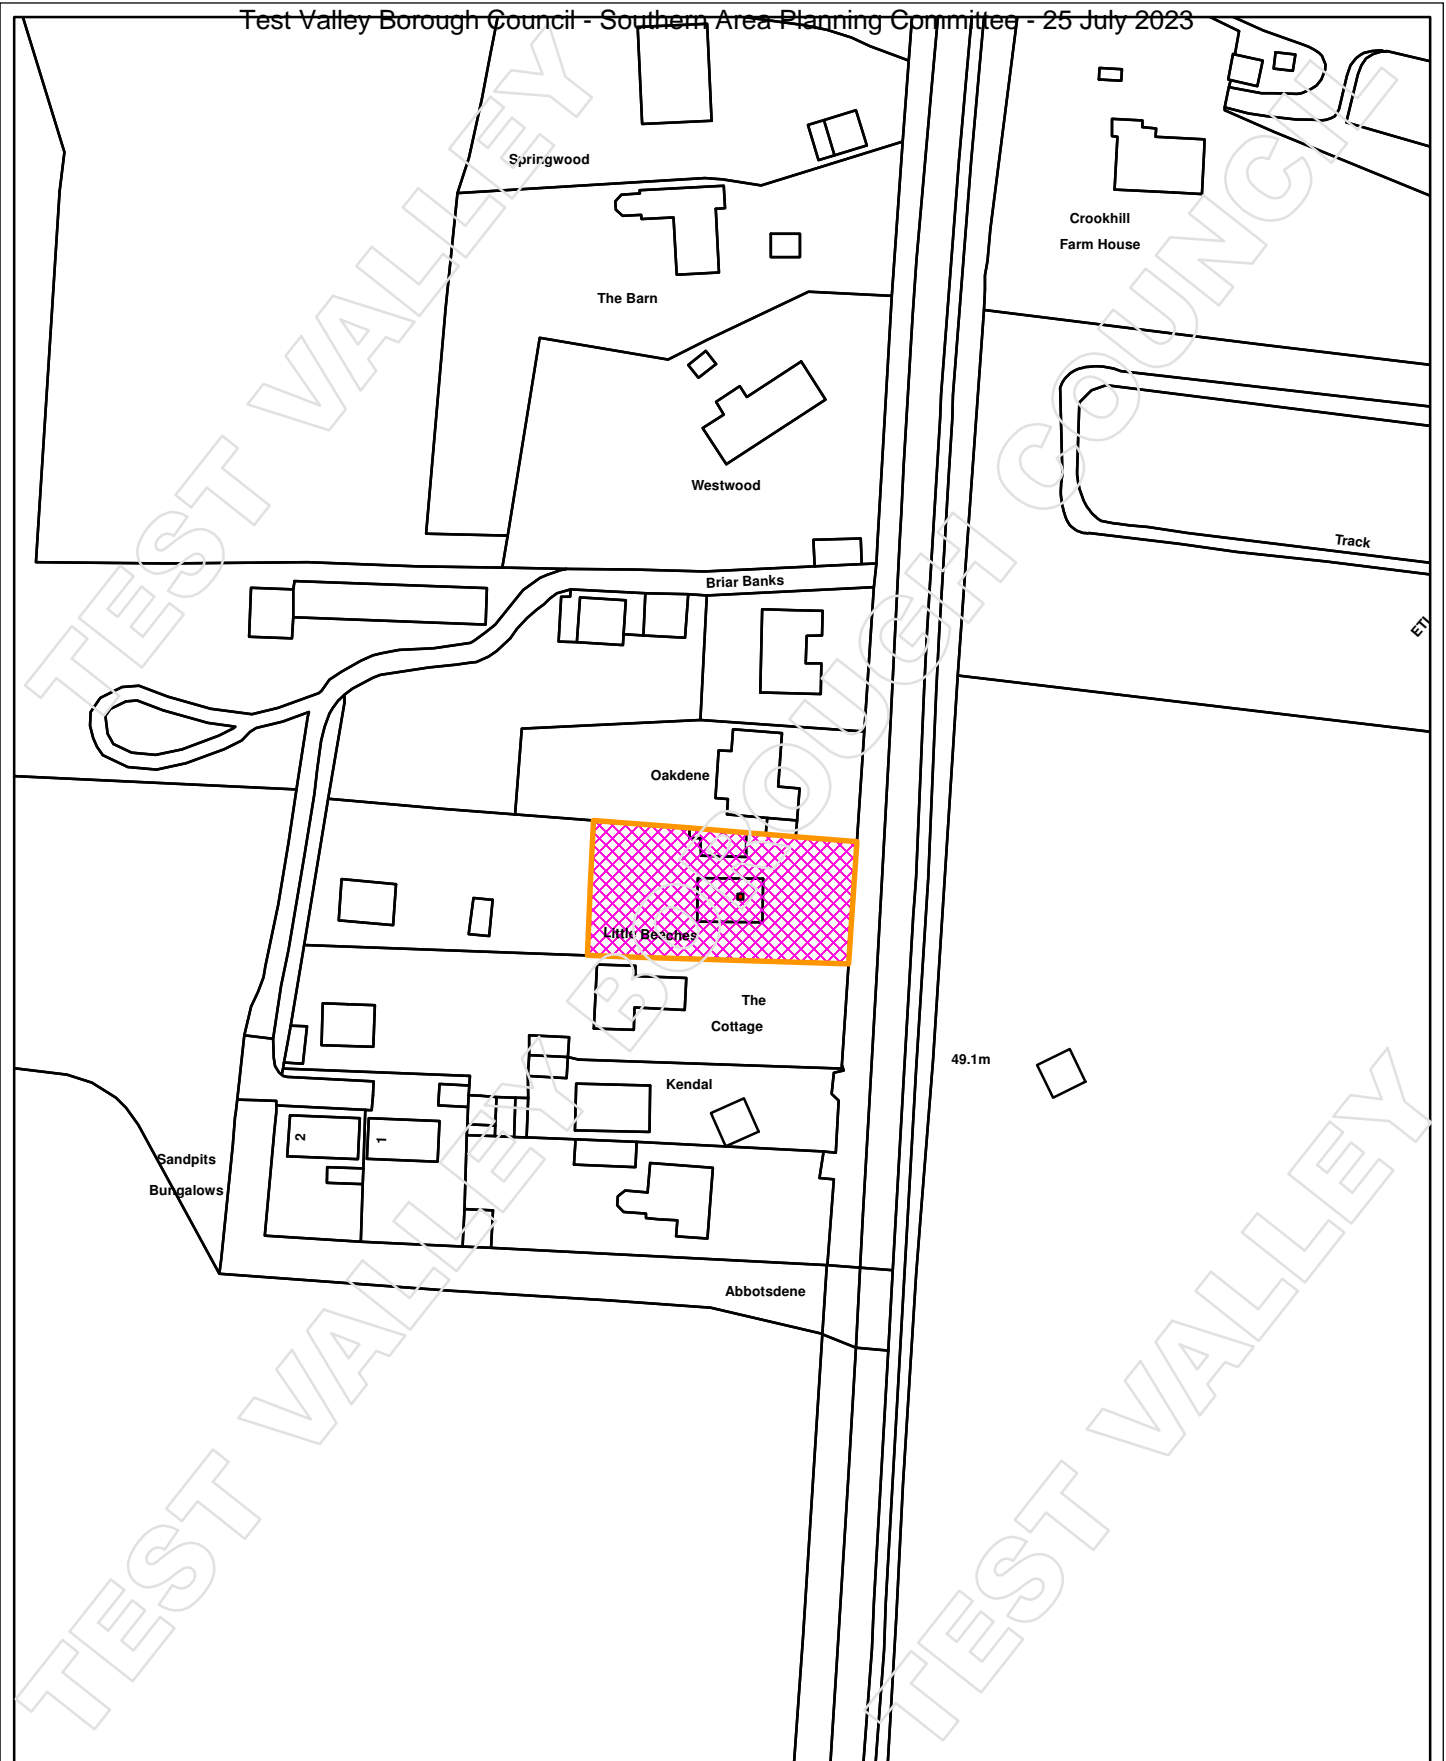 Test Valley Borough Council - Southern Area Planning Committee - 25 July 2023
Springwood
Crookhill
Farm House
The Barn
Westwood
Track
Briar Banks
ETL
Oakdene
Little Beeches
The
Cottage
49.1m
Kendal
2
1
Sandpits
Bungalows
Abbotsdene
TEST VALLEY
TEST VALLEY BOROUGH COUNCIL
TEST VALLEY